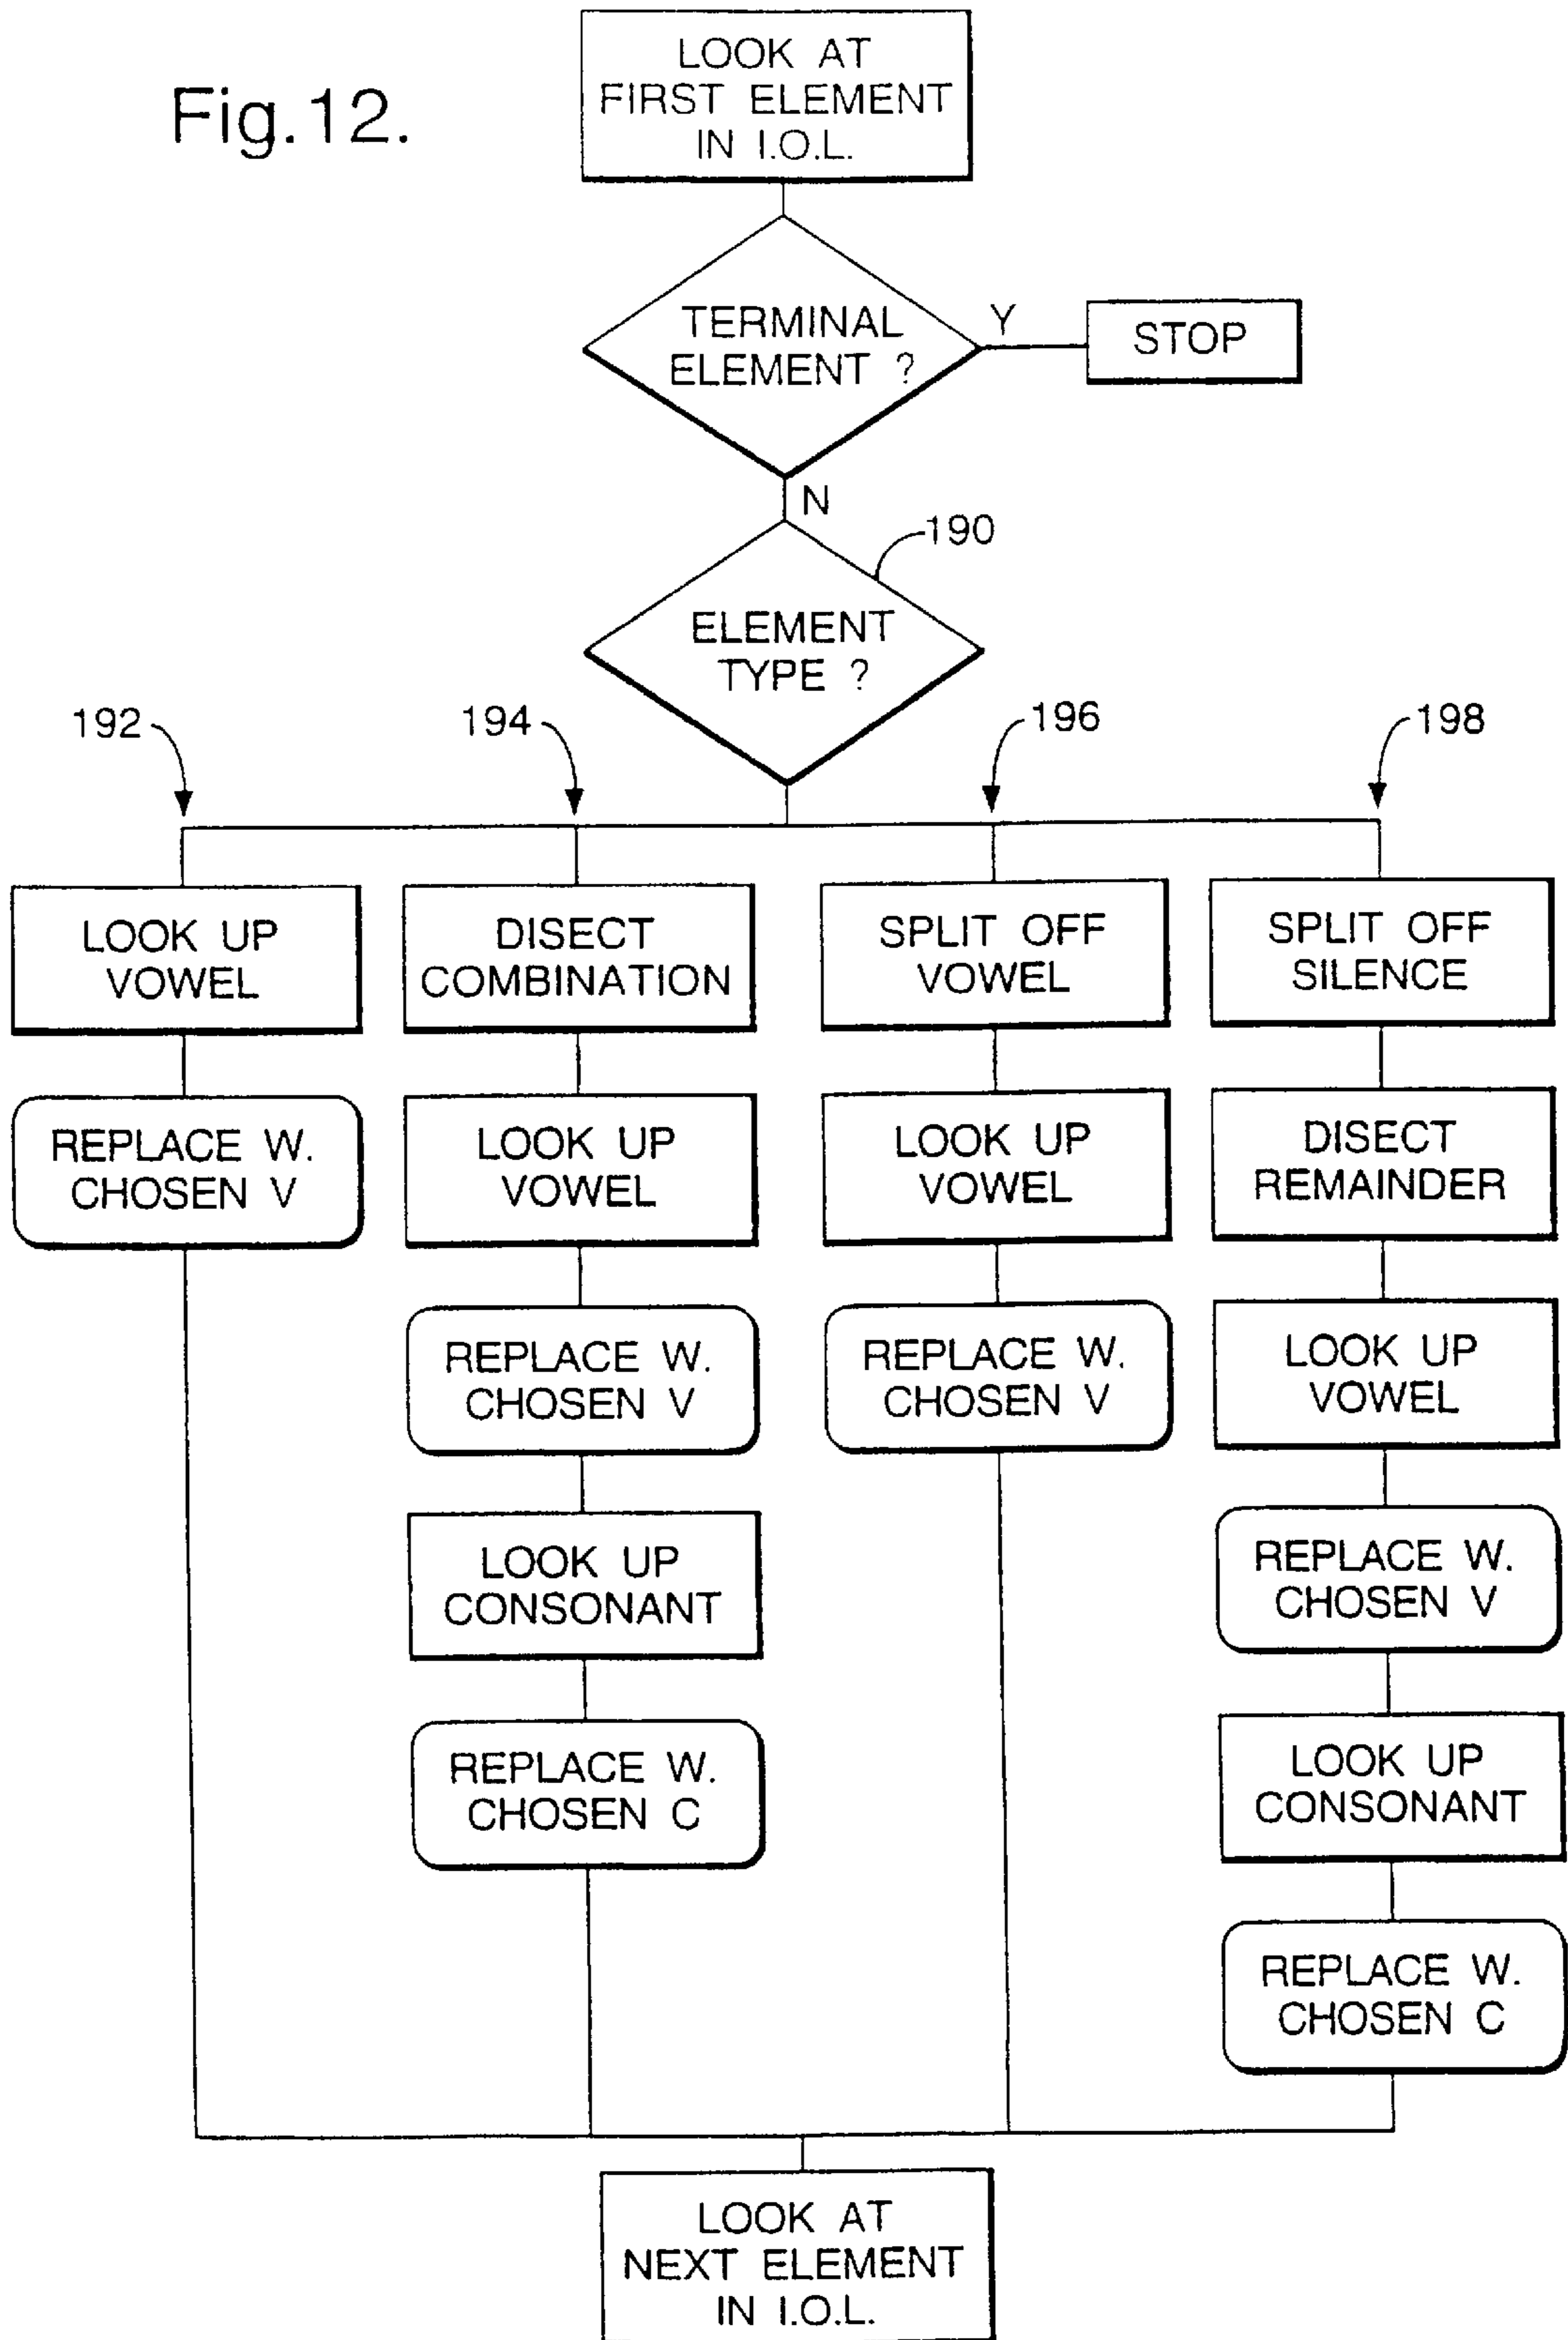 Fig.12.
LOOK AT
FIRST ELEMENT
IN I.O.L.
TERMINAL
ELEMENT ?
Y
STOP
N
190
ELEMENT
TYPE ?
192
194
196
198
LOOK UP
VOWEL
REPLACE W.
CHOSEN V
DISECT
COMBINATION
LOOK UP
VOWEL
REPLACE W.
CHOSEN V
LOOK UP
CONSONANT
REPLACE W.
CHOSEN C
SPLIT OFF
VOWEL
LOOK UP
VOWEL
REPLACE W.
CHOSEN V
SPLIT OFF
SILENCE
DISECT
REMAINDER
LOOK UP
VOWEL
REPLACE W.
CHOSEN V
LOOK UP
CONSONANT
REPLACE W.
CHOSEN C
LOOK AT
NEXT ELEMENT
IN I.O.L.